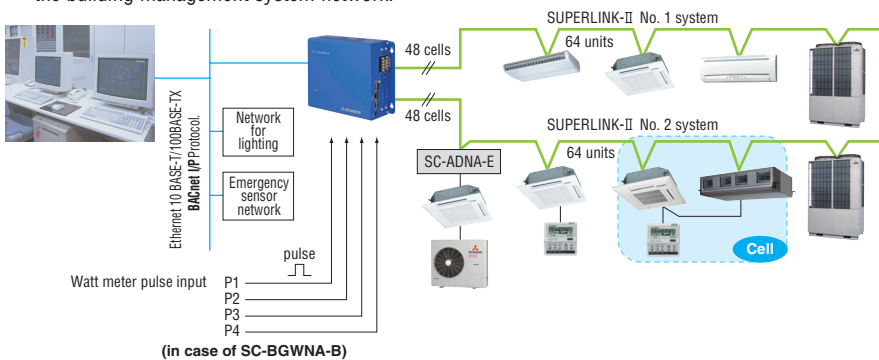 the building management system network.
SUPERLINK-Ⅱ No. 1 system
48 cells
64 units
48 cells
SUPERLINK-Ⅱ No. 2 system
64 units
SC-ADNA-E
Cell
Ethernet 10 BASE-T/100BASE-TX
BACnet I/P Protocol.
Network
for
lighting
Emergency
sensor
network
pulse
Watt meter pulse input
P1
P2
P3
P4
(in case of SC-BGWNA-B)